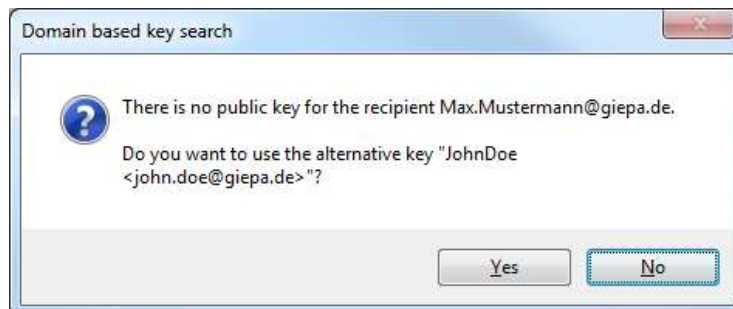 Domain based key search
There is no public key for the recipient Max.Mustermann@giepa.de.
Do you want to use the alternative key "JohnDoe
<john.doe@giepa.de>"?
Yes
No